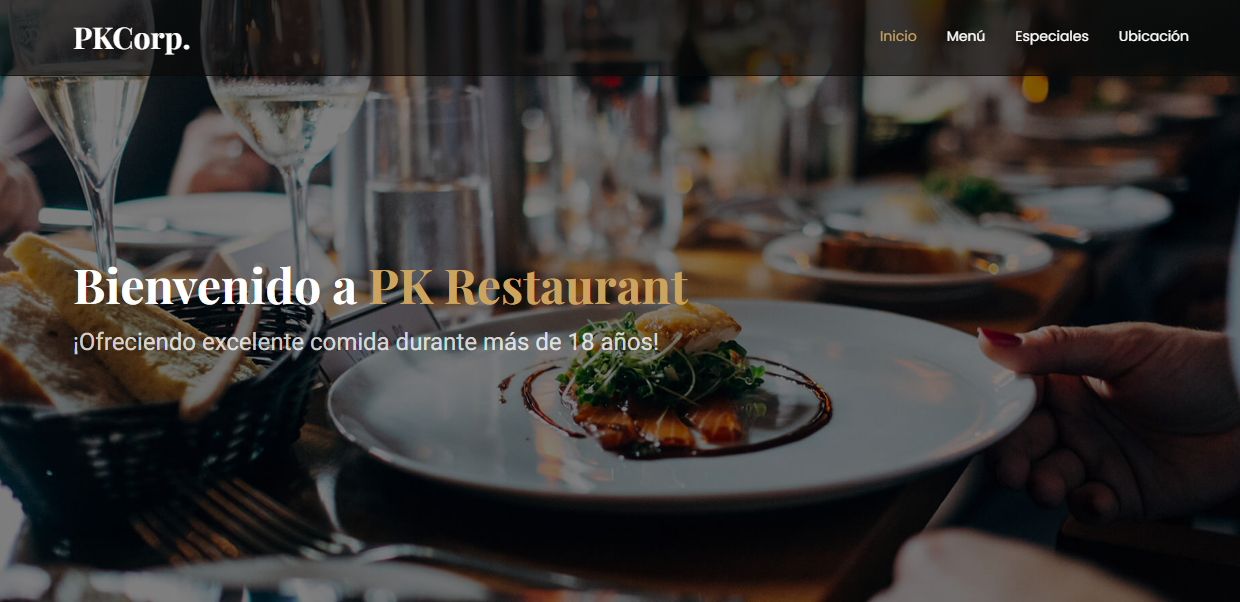 PKCorp.
Inicio Menú Especiales Ubicación
Bienvenido a PK Restaurant
¡Ofreciendo excelente comida durante más de 18 años!